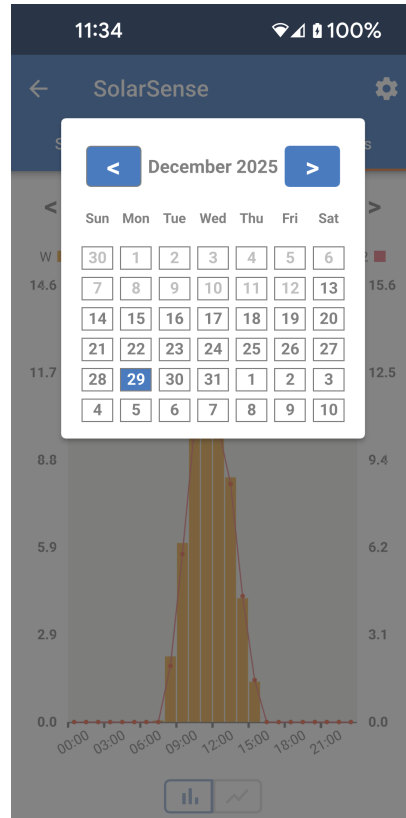 11:34 100%
SolarSense
< December 2025 >
Sun Mon Tue Wed Thu Fri Sat
30 1 2 3 4 5 6
7 8 9 10 11 12 13
14 15 16 17 18 19 20
21 22 23 24 25 26 27
28 29 30 31 1 2 3
4 5 6 7 8 9 10
< >
W
14.6 15.6
11.7 12.5
8.8 9.4
5.9 6.2
2.9 3.1
0.0 0.0
00:00 03:00 06:00 09:00 12:00 15:00 18:00 21:00